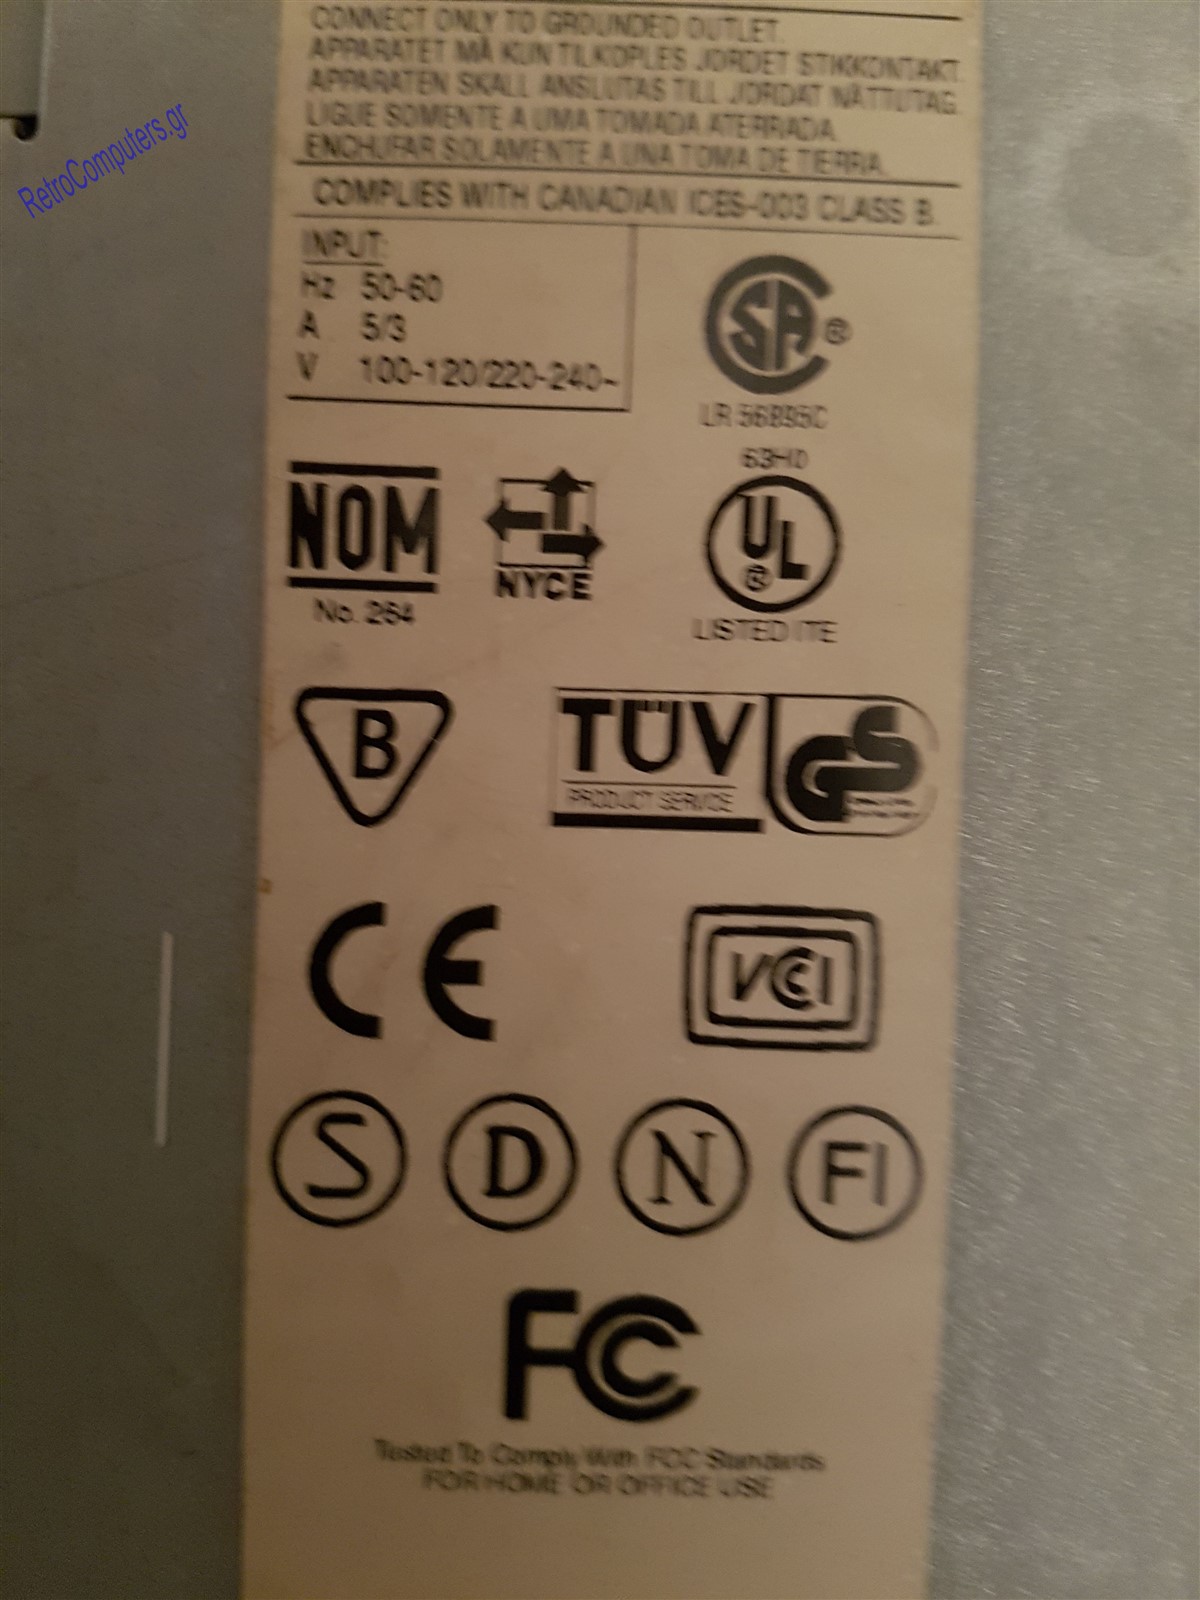 CONNECT ONLY TO GROUNDED OUTLET.
APPARATET MÅ KUN TILKOPLES JORDET STIKKONTAKT.
APPARATEN SKALL ANSLUTAS TILL JORDAT NÄTTUTAG.
LIGUE SOMENTE A UMA TOMADA ATERRADA.
ENCHUFAR SOLAMENTE A UNA TOMA DE TIERRA.
RetroComputers.gr
COMPLIES WITH CANADIAN ICES-003 CLASS B.
INPUT:
Hz 50-60
A 5/3
V 100-120/220-240~
SA ®
LR 56895C
63H0
NOM
No. 264
NYCE
UL ®
LISTED ITE
B
TÜV
PRODUCT SERVICE
GS
CE
VCCI
S D N FI
FCC
Tested To Comply With FCC Standards
FOR HOME OR OFFICE USE